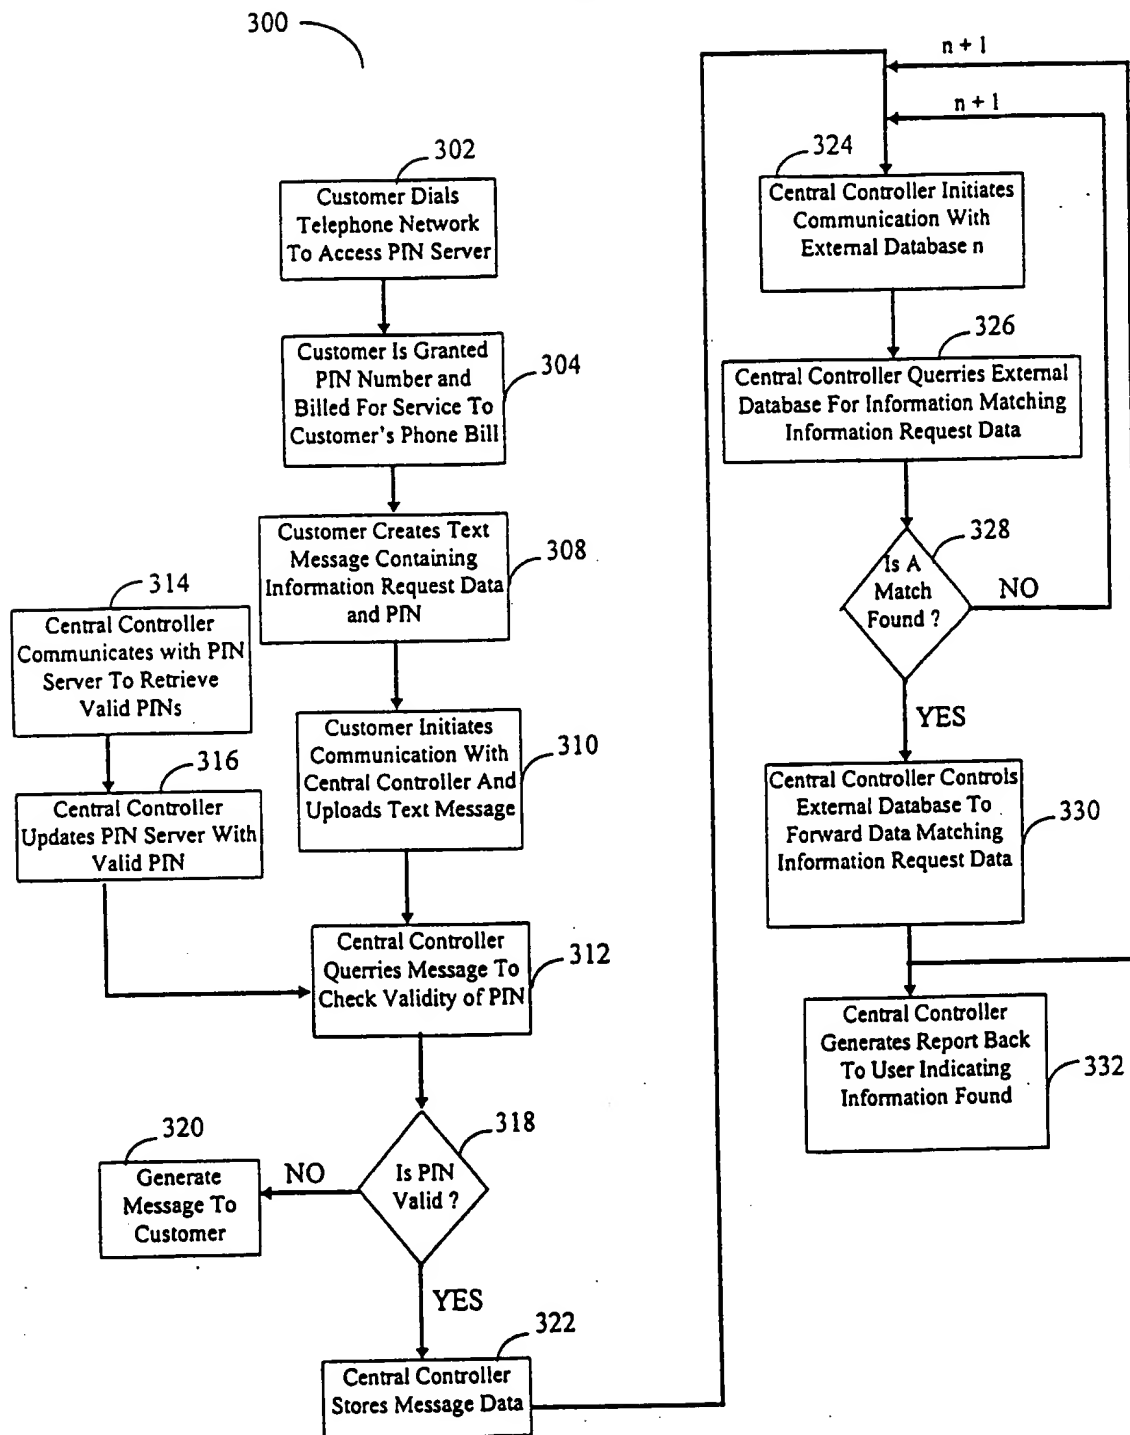 300
302
Customer Dials
Telephone Network
To Access PIN Server
Customer Is Granted
PIN Number and
Billed For Service To
Customer's Phone Bill
304
Customer Creates Text
Message Containing
Information Request Data
and PIN
308
314
Central Controller
Communicates with PIN
Server To Retrieve
Valid PINs
316
Central Controller
Updates PIN Server With
Valid PIN
Customer Initiates
Communication With
Central Controller And
Uploads Text Message
310
Central Controller
Querries Message To
Check Validity of PIN
312
318
Is PIN
Valid ?
NO
320
Generate
Message To
Customer
YES
322
Central Controller
Stores Message Data
n + 1
n + 1
324
Central Controller Initiates
Communication With
External Database n
326
Central Controller Querries External
Database For Information Matching
Information Request Data
328
Is A
Match
Found ?
NO
YES
Central Controller Controls
External Database To
Forward Data Matching
Information Request Data
330
Central Controller
Generates Report Back
To User Indicating
Information Found
332